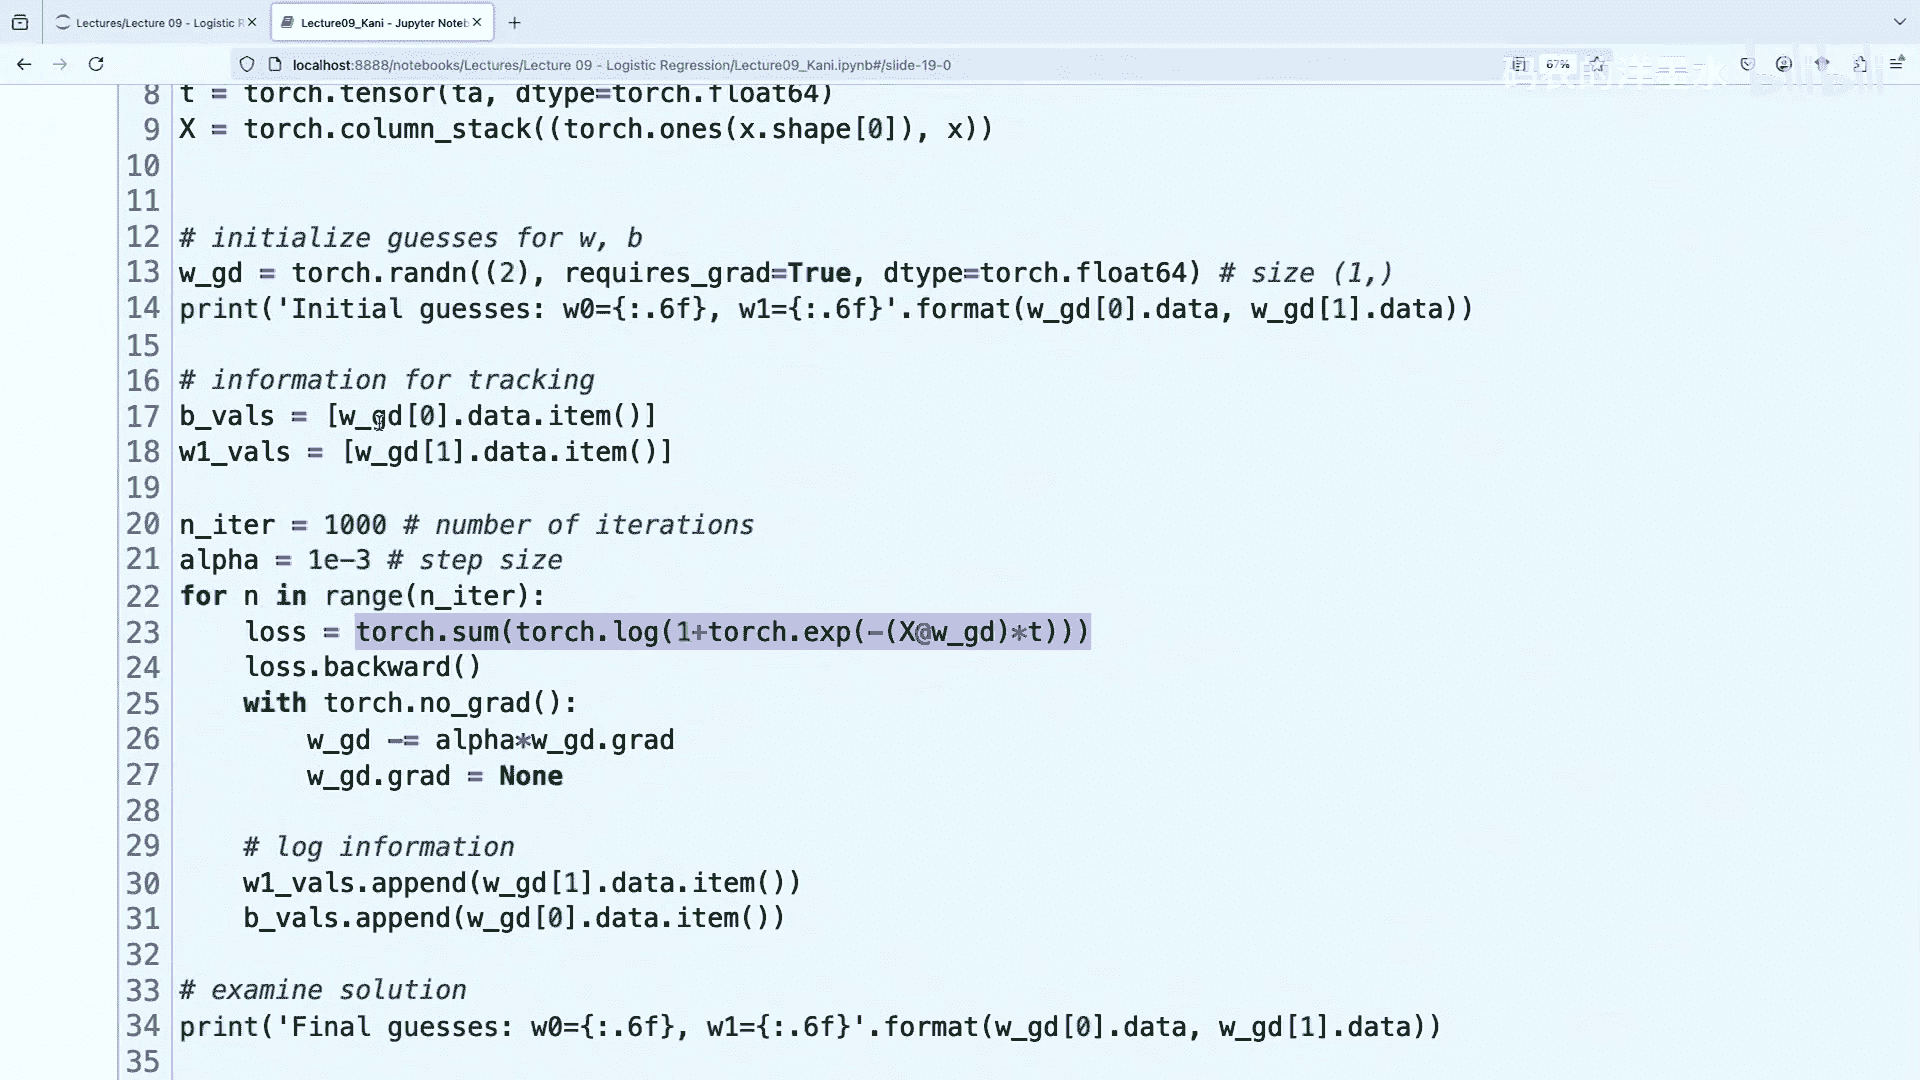 Lectures/Lecture 09 - Logistic R
Lecture09_Kani - Jupyter Noteb
localhost:8888/notebooks/Lectures/Lecture 09 - Logistic Regression/Lecture09_Kani.ipynb#/slide-19-0
67%
8 t = torch.tensor(ta, dtype=torch.float64)
9 X = torch.column_stack((torch.ones(x.shape[0]), x))
10
11
12 # initialize guesses for w, b
13 w_gd = torch.randn((2), requires_grad=True, dtype=torch.float64) # size (1,)
14 print('Initial guesses: w0={:.6f}, w1={:.6f}'.format(w_gd[0].data, w_gd[1].data))
15
16 # information for tracking
17 b_vals = [w_gd[0].data.item()]
18 w1_vals = [w_gd[1].data.item()]
19
20 n_iter = 1000 # number of iterations
21 alpha = 1e-3 # step size
22 for n in range(n_iter):
23 loss = torch.sum(torch.log(1+torch.exp(-(X@w_gd)*t)))
24 loss.backward()
25 with torch.no_grad():
26 w_gd -= alpha*w_gd.grad
27 w_gd.grad = None
28
29 # log information
30 w1_vals.append(w_gd[1].data.item())
31 b_vals.append(w_gd[0].data.item())
32
33 # examine solution
34 print('Final guesses: w0={:.6f}, w1={:.6f}'.format(w_gd[0].data, w_gd[1].data))
35